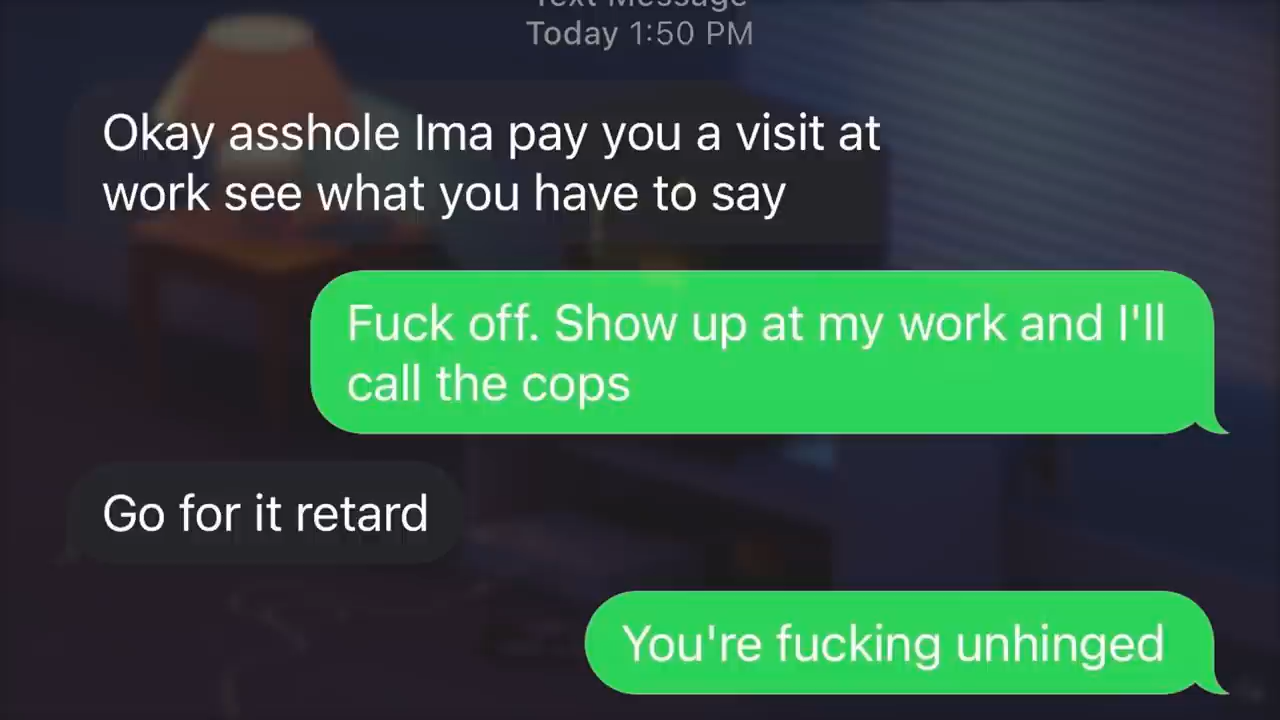 Text Message
Today 1:50 PM
Okay asshole Ima pay you a visit at
work see what you have to say
Fuck off. Show up at my work and I'll
call the cops
Go for it retard
You're fucking unhinged